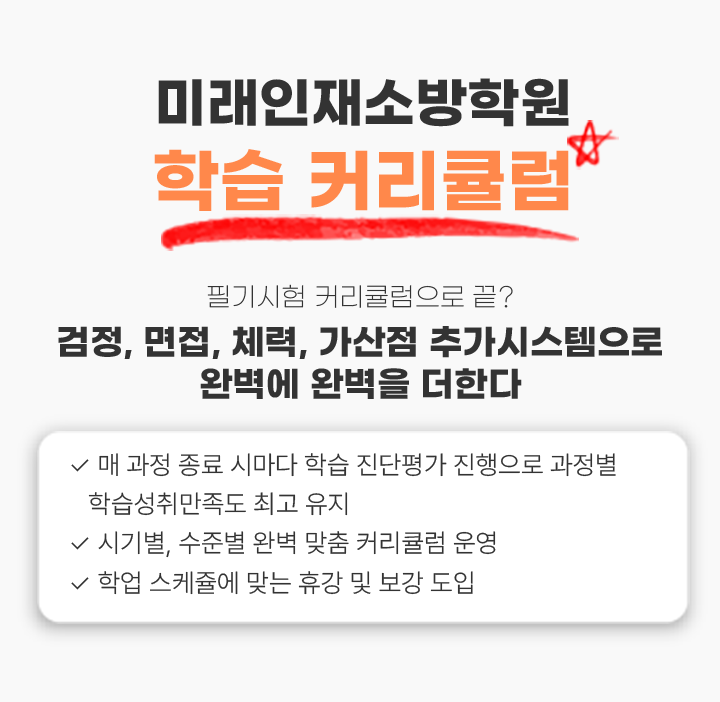 미래인재소방학원
학습 커리큘럼
필기시험 커리큘럼으로 끝?
검정, 면접, 체력, 가산점 추가시스템으로
완벽에 완벽을 더한다
✓ 매 과정 종료 시마다 학습 진단평가 진행으로 과정별
학습성취만족도 최고 유지
✓ 시기별, 수준별 완벽 맞춤 커리큘럼 운영
✓ 학업 스케쥴에 맞는 휴강 및 보강 도입